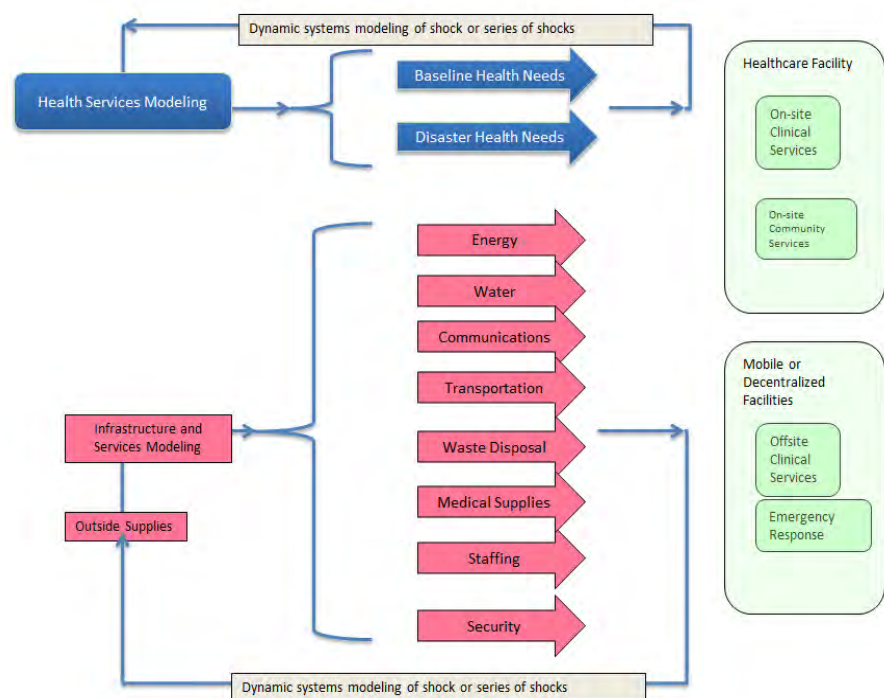 Dynamic systems modeling of shock or series of shocks
Health Services Modeling
Baseline Health Needs
Disaster Health Needs
Healthcare Facility
On-site
Clinical
Services
On-site
Community
Services
Energy
Water
Communications
Transportation
Waste Disposal
Medical Supplies
Staffing
Security
Infrastructure and
Services Modeling
Outside Supplies
Mobile or
Decentralized
Facilities
Offsite
Clinical
Services
Emergency
Response
Dynamic systems modeling of shock or series of shocks